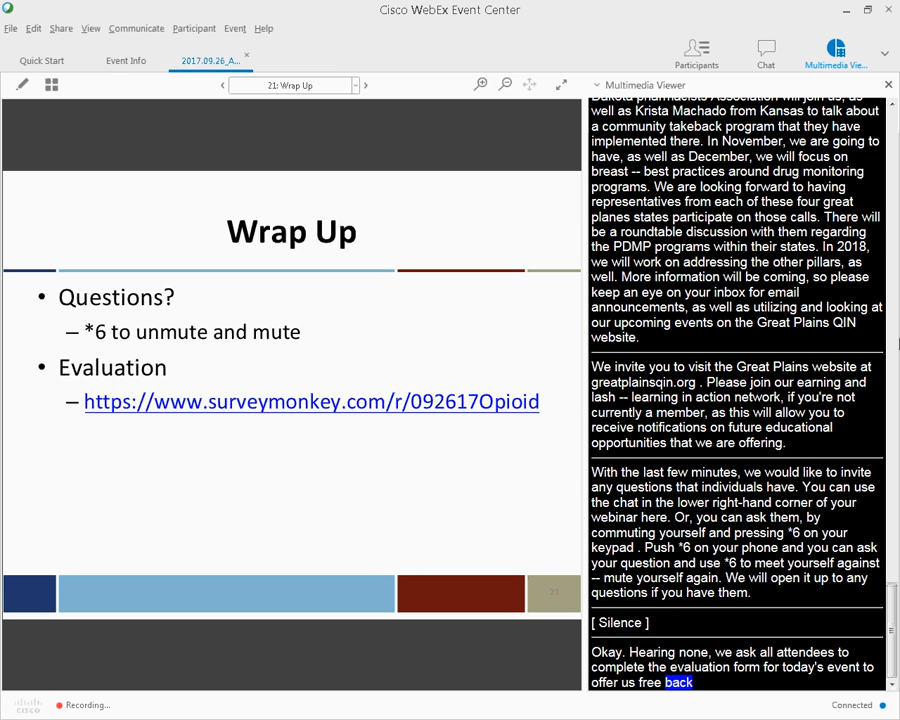 Cisco WebEx Event Center
File Edit Share View Communicate Participant Event Help
Quick Start
Event Info
2017.09.26_A...
Participants
Chat
Multimedia Vie...
21: Wrap Up
Multimedia Viewer
Wrap Up
• Questions?
– *6 to unmute and mute
• Evaluation
– https://www.surveymonkey.com/r/092617Opioid
21
Dakota pharmacists Association will join us, as
well as Krista Machado from Kansas to talk about
a community takeback program that they have
implemented there. In November, we are going to
have, as well as December, we will focus on
breast -- best practices around drug monitoring
programs. We are looking forward to having
representatives from each of these four great
planes states participate on those calls. There will
be a roundtable discussion with them regarding
the PDMP programs within their states. In 2018,
we will work on addressing the other pillars, as
well. More information will be coming, so please
keep an eye on your inbox for email
announcements, as well as utilizing and looking at
our upcoming events on the Great Plains QIN
website.
We invite you to visit the Great Plains website at
greatplainsqin.org . Please join our earning and
lash -- learning in action network, if you're not
currently a member, as this will allow you to
receive notifications on future educational
opportunities that we are offering.
With the last few minutes, we would like to invite
any questions that individuals have. You can use
the chat in the lower right-hand corner of your
webinar here. Or, you can ask them, by
commuting yourself and pressing *6 on your
keypad . Push *6 on your phone and you can ask
your question and use *6 to meet yourself against
-- mute yourself again. We will open it up to any
questions if you have them.
[ Silence ]
Okay. Hearing none, we ask all attendees to
complete the evaluation form for today's event to
offer us free back
cisco
Recording...
Connected